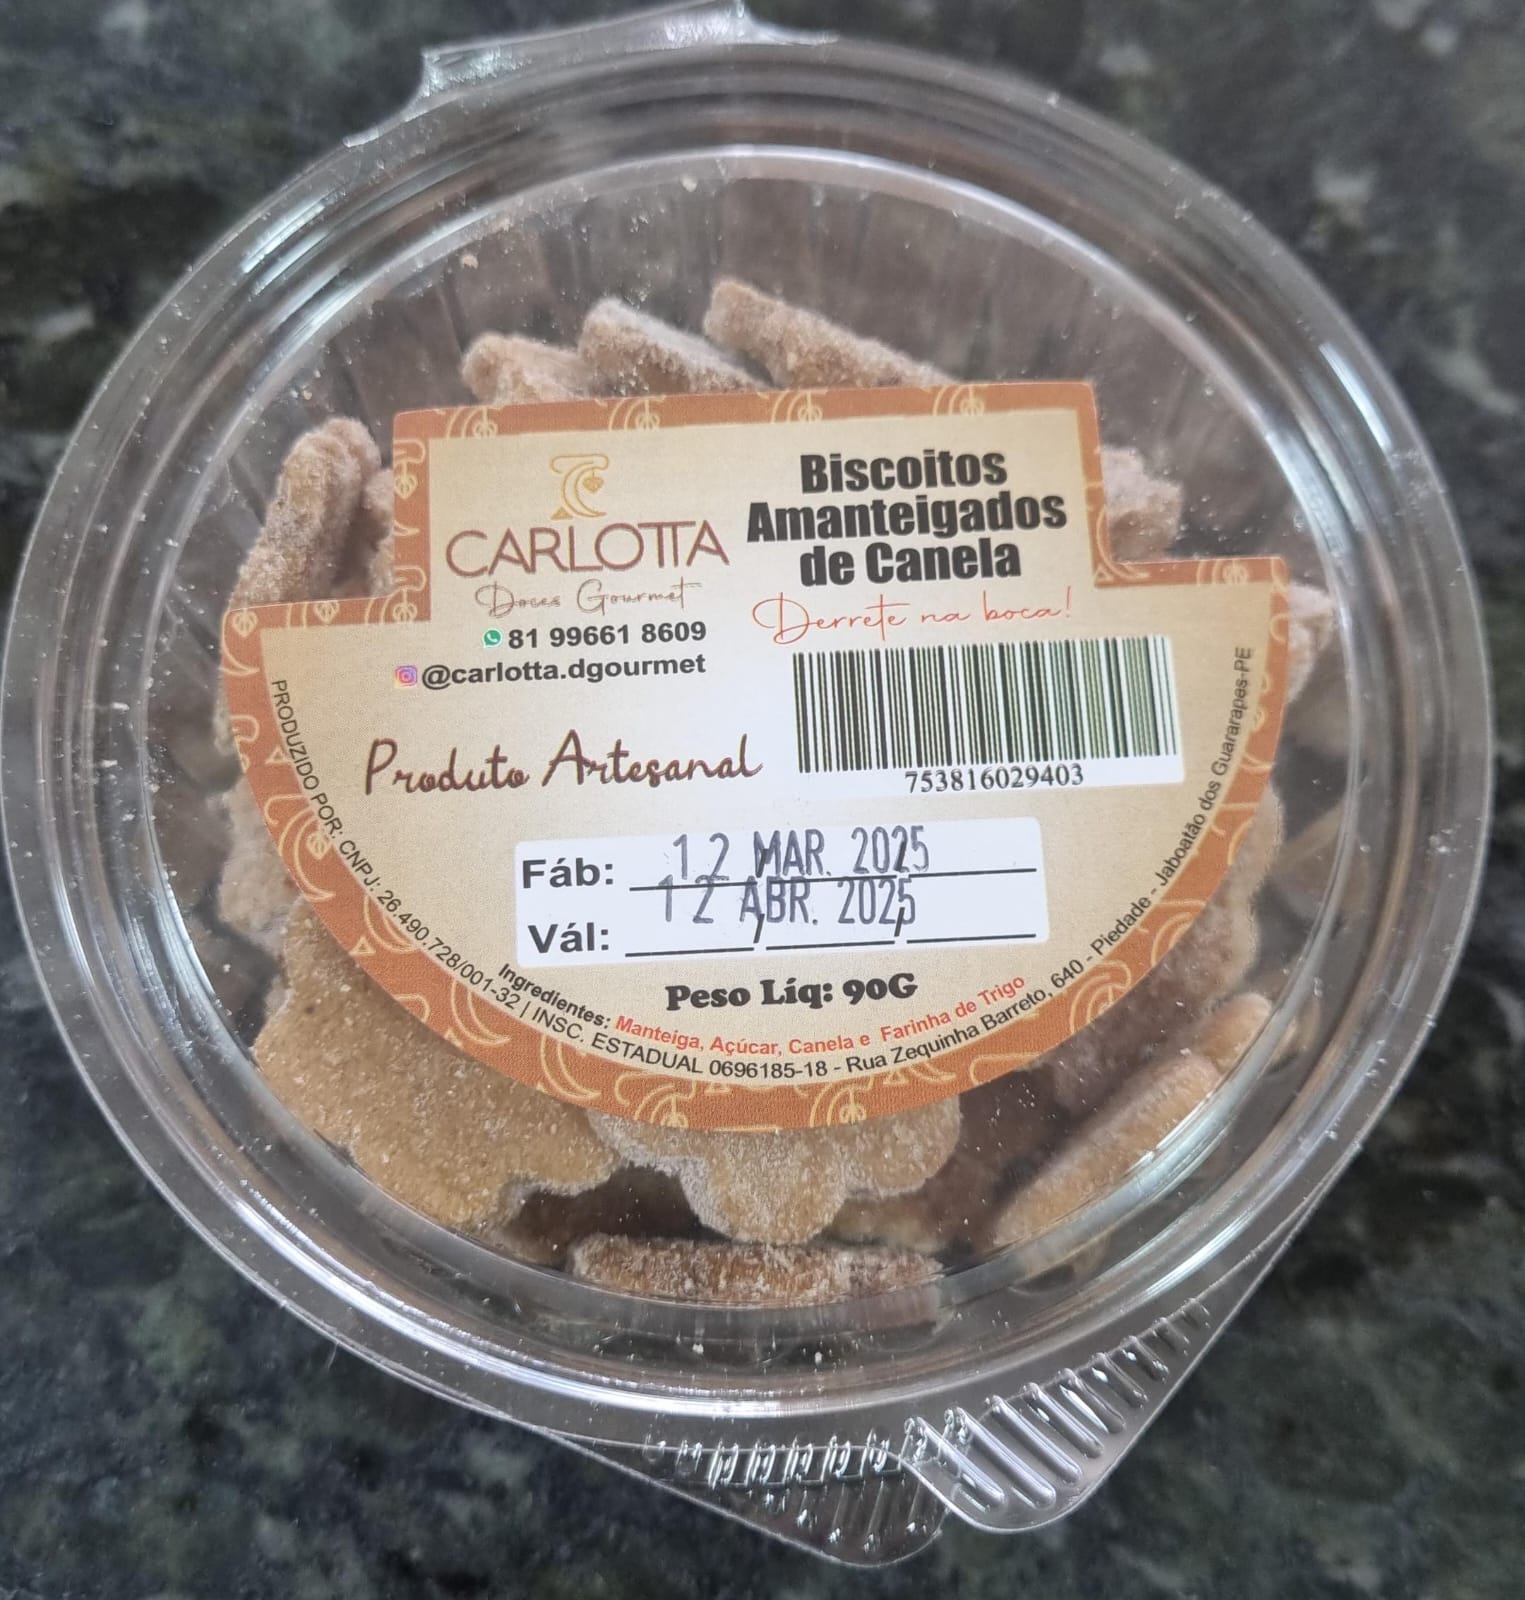 CARLOTTA
Doces Gourmet
81 99661 8609
@carlotta.dgourmet
Biscoitos
Amanteigados
de Canela
Derrete na boca!
Produto Artesanal
753816029403
Fáb: 12 MAR. 2025
Vál: 12 ABR. 2025
Peso Líq: 90G
Ingredientes: Manteiga, Açúcar, Canela e Farinha de Trigo
PRODUZIDO POR: CNPJ: 26.490.728/001-32 | INSC. ESTADUAL 0696185-18 - Rua Zequinha Barreto, 640 - Piedade - Jaboatão dos Guararapes-PE